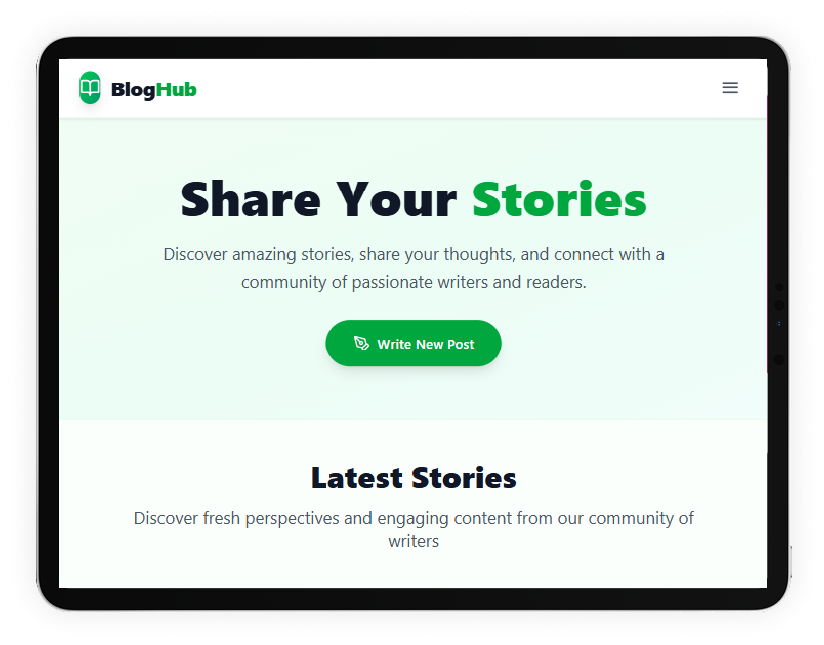 BlogHub
Share Your Stories
Discover amazing stories, share your thoughts, and connect with a
community of passionate writers and readers.
Write New Post
Latest Stories
Discover fresh perspectives and engaging content from our community of
writers